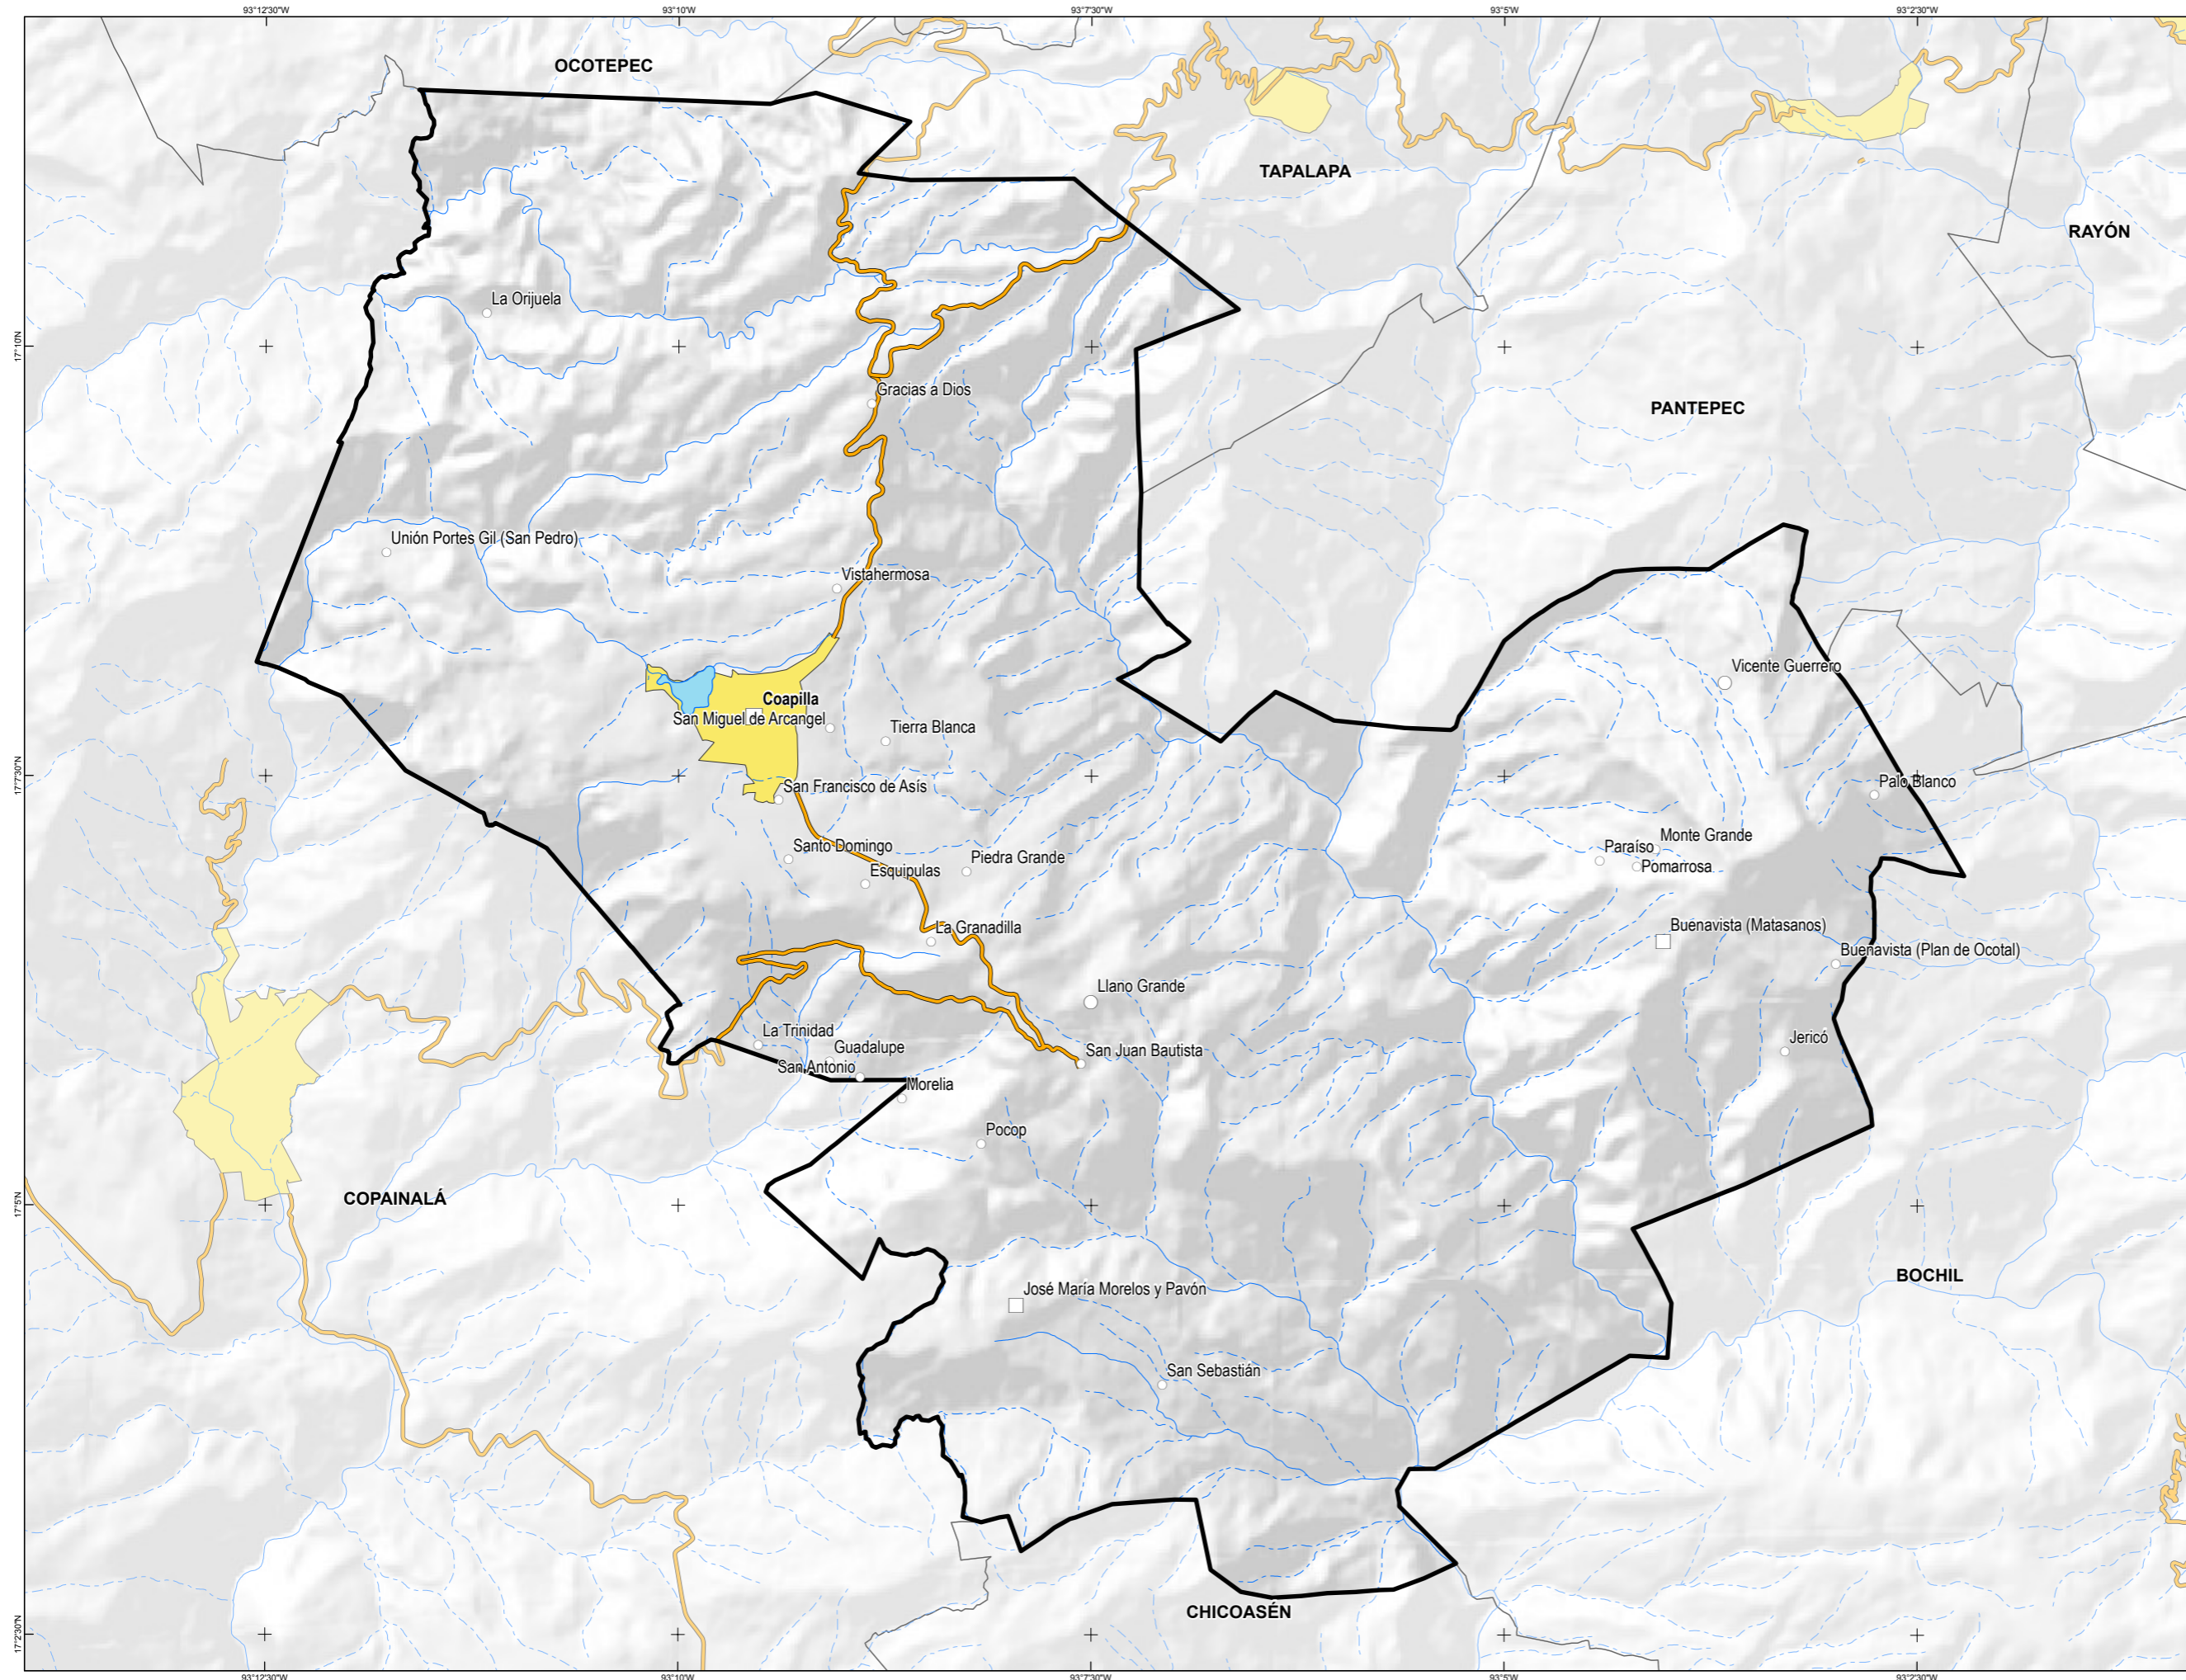 93°12'30"W
93°10'W
93°7'30"W
93°5'W
93°2'30"W
OCOTEPEC
TAPALAPA
RAYÓN
La Orijuela
17°10'N
Gracias a Dios
PANTEPEC
Unión Portes Gil (San Pedro)
Vistahermosa
Vicente Guerrero
Coapilla
San Miguel de Arcangel
Tierra Blanca
17°7'30"N
Palo Blanco
San Francisco de Asís
Monte Grande
Santo Domingo
Paraíso
Piedra Grande
Pomarrosa
Esquipulas
Buenavista (Matasanos)
La Granadilla
Buenavista (Plan de Ocotal)
Llano Grande
La Trinidad
Jericó
Guadalupe
San Juan Bautista
San Antonio
Morelia
Pocop
17°5'N
COPAINALÁ
BOCHIL
José María Morelos y Pavón
San Sebastián
CHICOASÉN
17°2'30"N
93°12'30"W
93°10'W
93°7'30"W
93°5'W
93°2'30"W